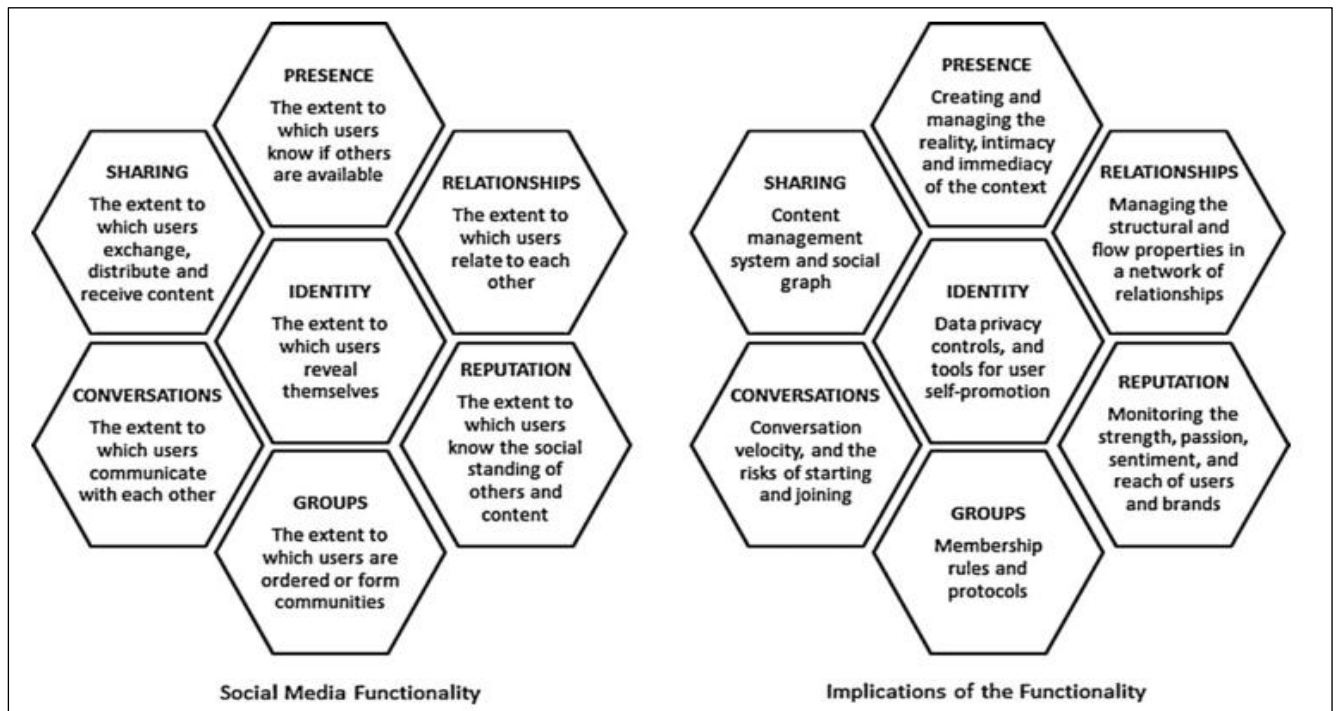 PRESENCE
The extent to
which users
know if others
are available
SHARING
The extent to
which users
exchange,
distribute and
receive content
RELATIONSHIPS
The extent to
which users
relate to each
other
IDENTITY
The extent to
which users
reveal
themselves
CONVERSATIONS
The extent to
which users
communicate
with each other
REPUTATION
The extent to
which users
know the social
standing of
others and
content
GROUPS
The extent to
which users are
ordered or form
communities
Social Media Functionality
PRESENCE
Creating and
managing the
reality, intimacy
and immediacy
of the context
SHARING
Content
management
system and social
graph
RELATIONSHIPS
Managing the
structural and
flow properties in
a network of
relationships
IDENTITY
Data privacy
controls, and
tools for user
self-promotion
CONVERSATIONS
Conversation
velocity, and the
risks of starting
and joining
REPUTATION
Monitoring the
strength, passion,
sentiment, and
reach of users
and brands
GROUPS
Membership
rules and
protocols
Implications of the Functionality